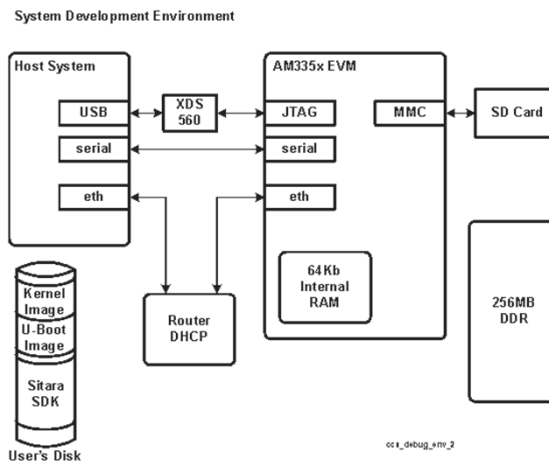 System Development Environment
Host System
AM335x EVM
USB
XDS
560
JTAG
MMC
SD Card
serial
serial
eth
eth
64Kb
Internal
RAM
256MB
DDR
Router
DHCP
Kernel
Image
U-Boot
Image
Sitara
SDK
User's Disk
ccs_debug_env_2